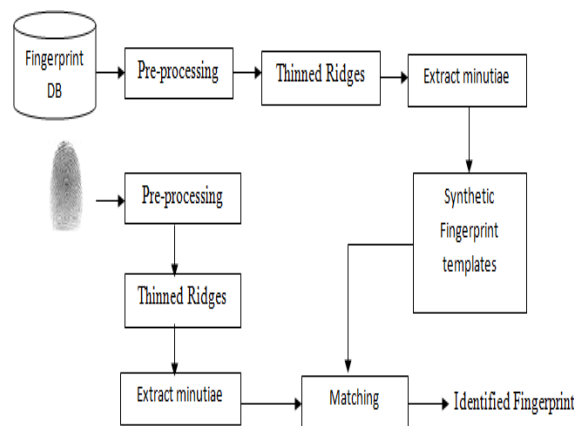 Fingerprint
DB
Pre-processing
Thinned Ridges
Extract minutiae
Synthetic
Fingerprint
templates
Pre-processing
Thinned Ridges
Extract minutiae
Matching
Identified Fingerprint